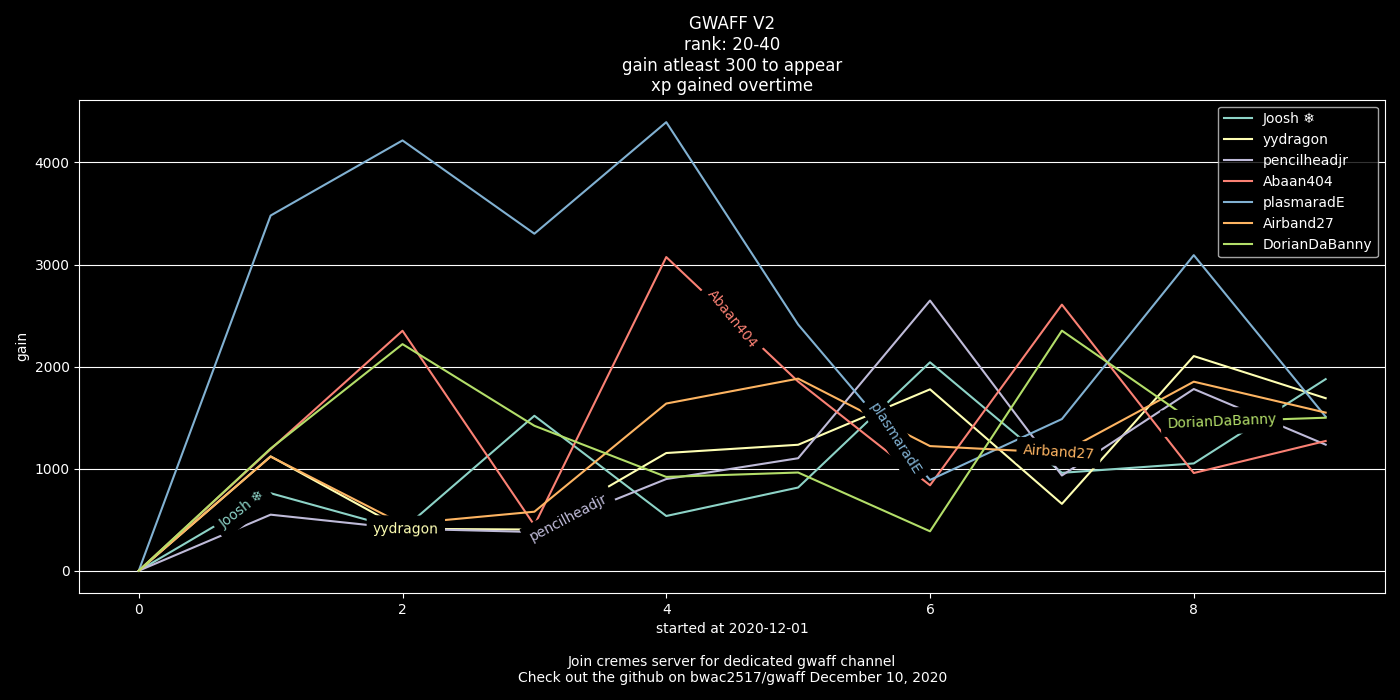 GWAFF V2
rank: 20-40
gain atleast 300 to appear
xp gained overtime
Joosh ❄
yydragon
pencilheadjr
Abaan404
plasmaradE
Airband27
DorianDaBanny
4000
3000
2000
1000
0
gain
Abaan404
plasmaradE
DorianDaBanny
Airband27
Joosh ❄
yydragon
pencilheadjr
0 2 4 6 8
started at 2020-12-01
Join cremes server for dedicated gwaff channel
Check out the github on bwac2517/gwaff December 10, 2020